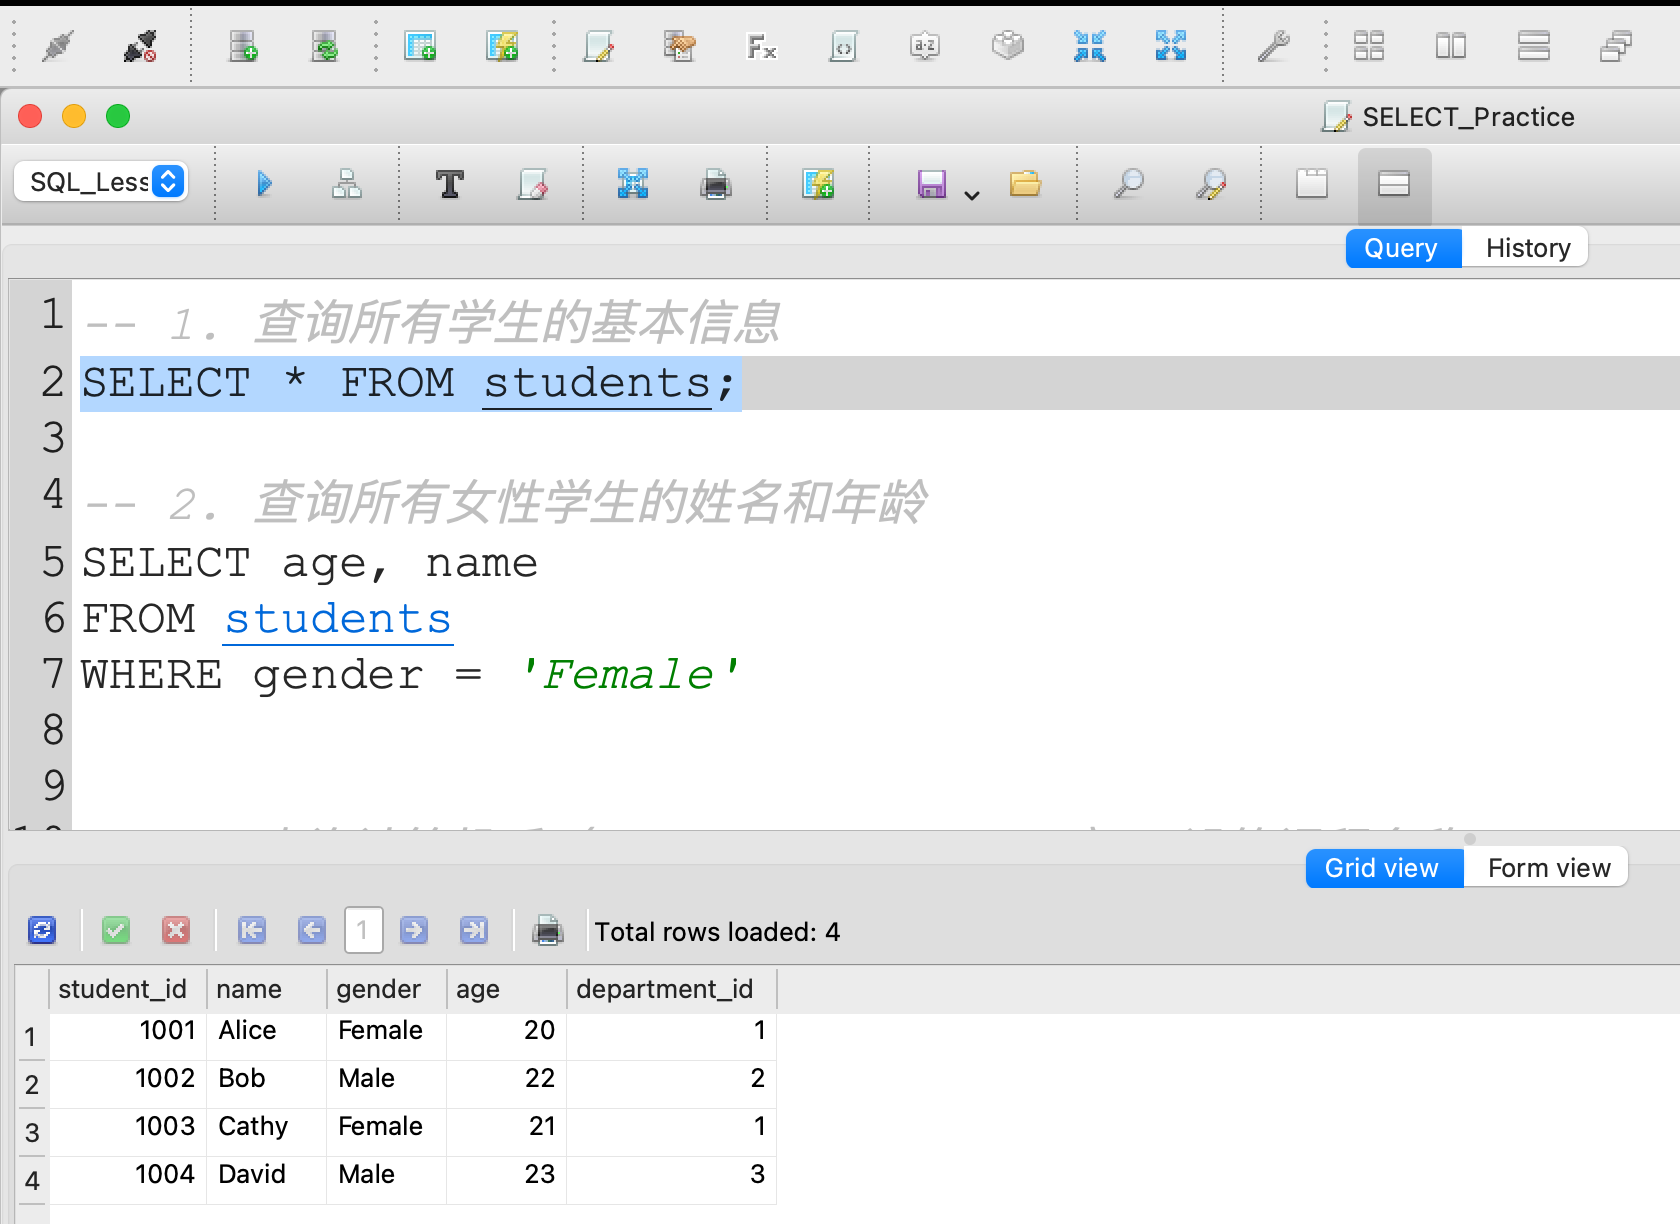 Fx
a-z
SELECT_Practice
SQL_Less
T
Query History
1 -- 1. 查询所有学生的基本信息
2 SELECT * FROM students;
3
4 -- 2. 查询所有女性学生的姓名和年龄
5 SELECT age, name
6 FROM students
7 WHERE gender = 'Female'
8
9
Grid view Form view
1 Total rows loaded: 4
student_id name gender age department_id
1 1001 Alice Female 20 1
2 1002 Bob Male 22 2
3 1003 Cathy Female 21 1
4 1004 David Male 23 3